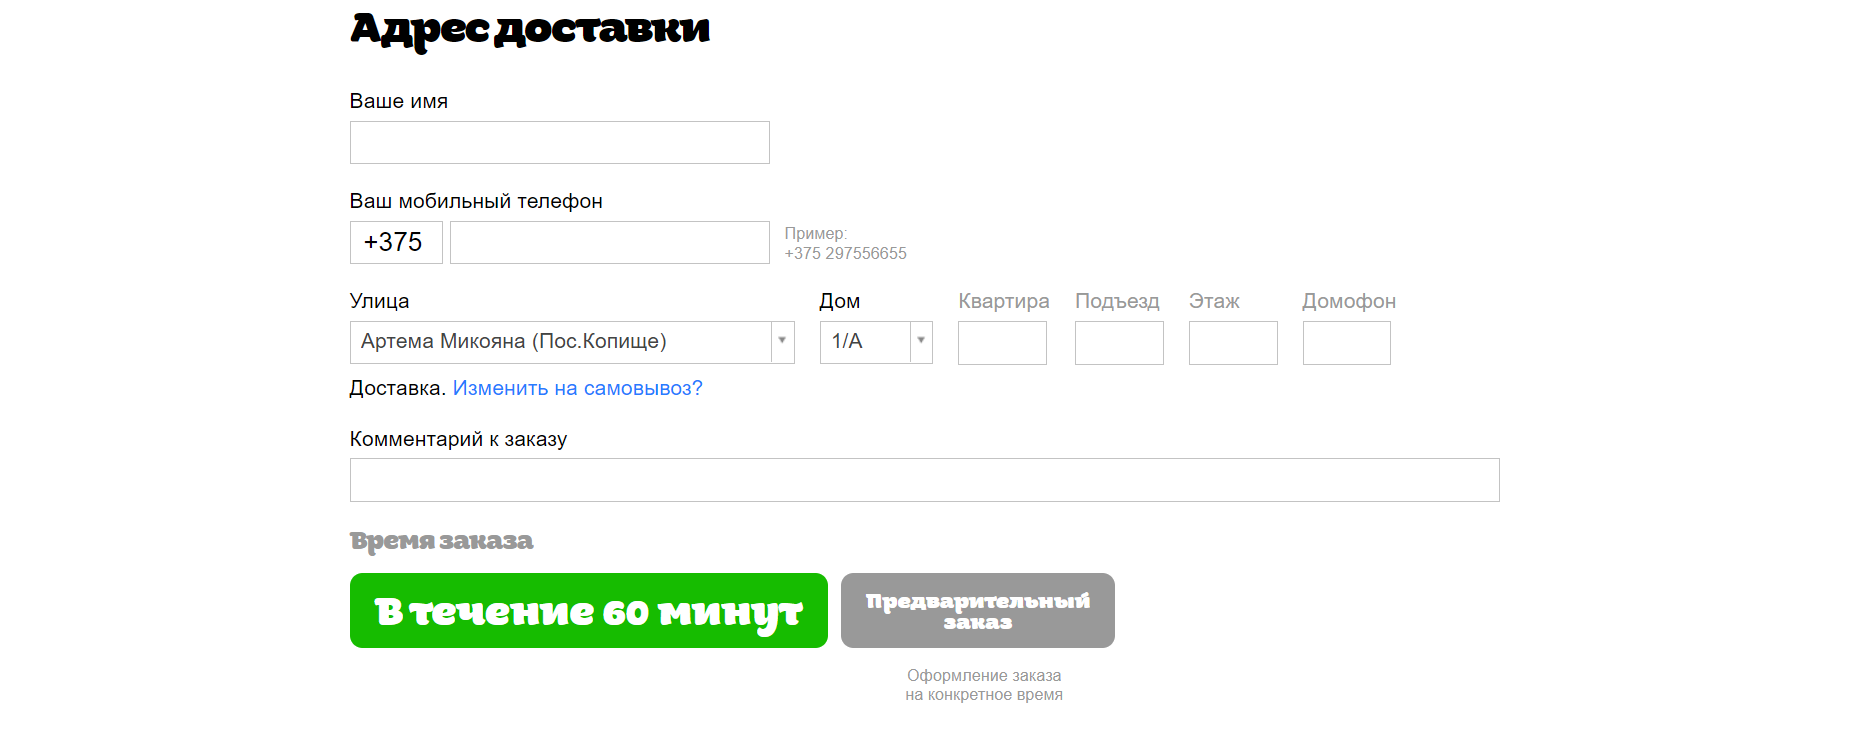 Адрес доставки
Ваше имя
Ваш мобильный телефон
+375
Пример:
+375 297556655
Улица Дом Квартира Подъезд Этаж Домофон
Артема Микояна (Пос.Копище) 1/А
Доставка. Изменить на самовывоз?
Комментарий к заказу
Время заказа
В течение 60 минут
Предварительный
заказ
Оформление заказа
на конкретное время